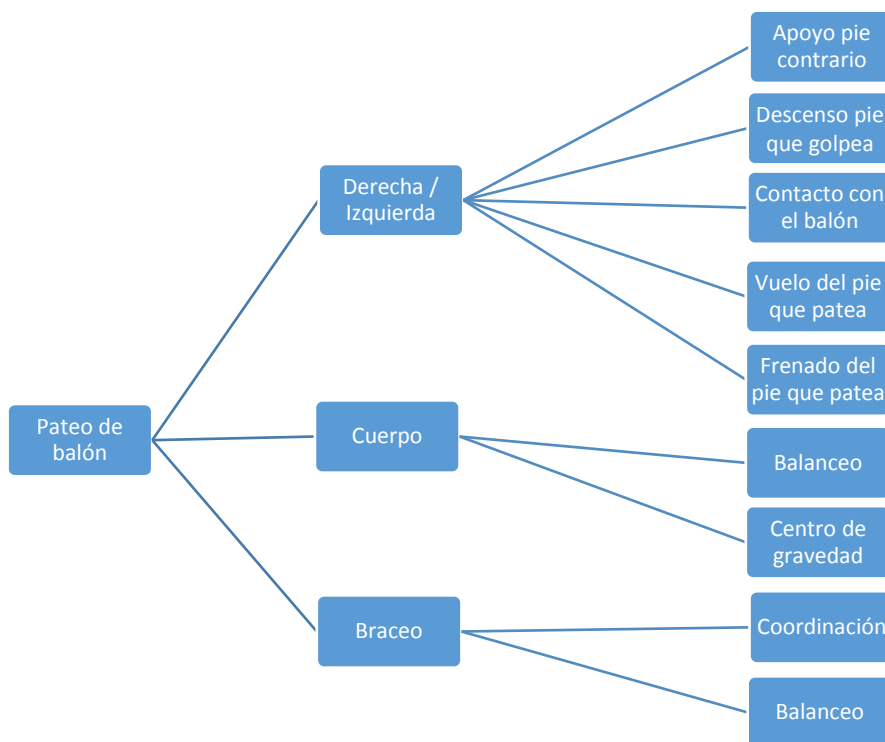 Apoyo pie
contrario
Descenso pie
que golpea
Derecha /
Izquierda
Contacto con
el balón
Vuelo del pie
que patea
Frenado del
pie que patea
Pateo de
balón
Cuerpo
Balanceo
Centro de
gravedad
Braceo
Coordinación
Balanceo